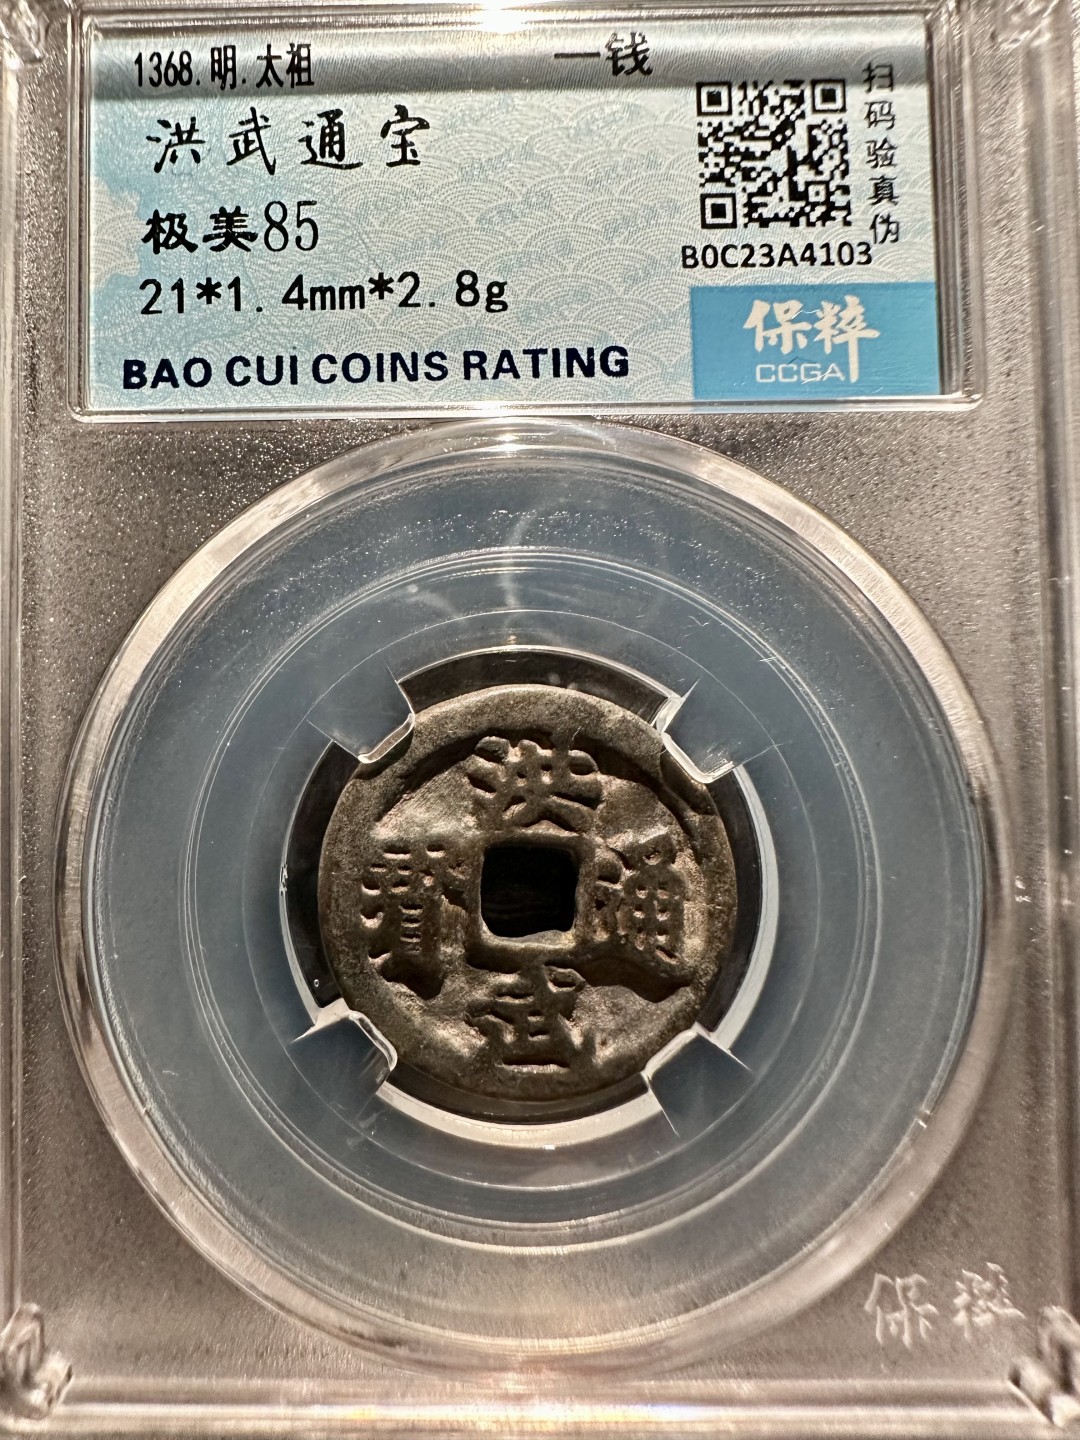 1368.明.太祖 一钱
洪武通宝
极美85
21*1.4mm*2.8g
BAO CUI COINS RATING
扫码验真伪
B0C23A4103
保粹
CCGA
洪武通寶
保粹